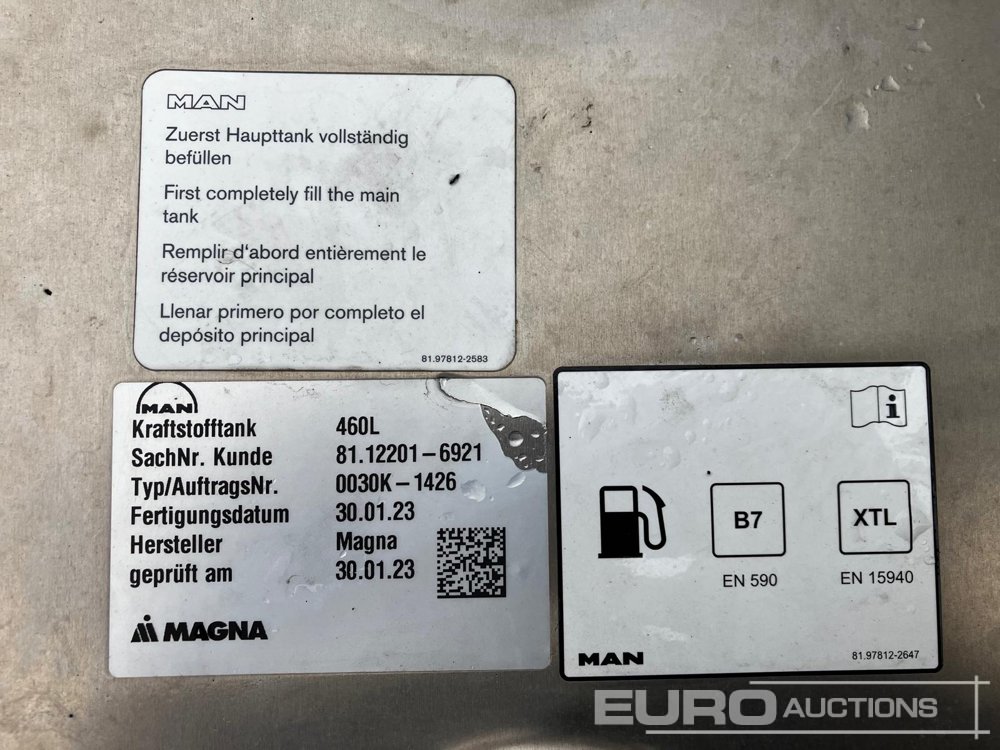 MAN
Zuerst Haupttank vollständig
befüllen
First completely fill the main
tank
Remplir d'abord entièrement le
réservoir principal
Llenar primero por completo el
depósito principal
81.97812-2583
MAN
Kraftstofftank 460L
SachNr. Kunde 81.12201-6921
Typ/AuftragsNr. 0030K-1426
Fertigungsdatum 30.01.23
Hersteller Magna
geprüft am 30.01.23
MAGNA
i
B7 XTL
EN 590 EN 15940
MAN 81.97812-2647
EURO AUCTIONS